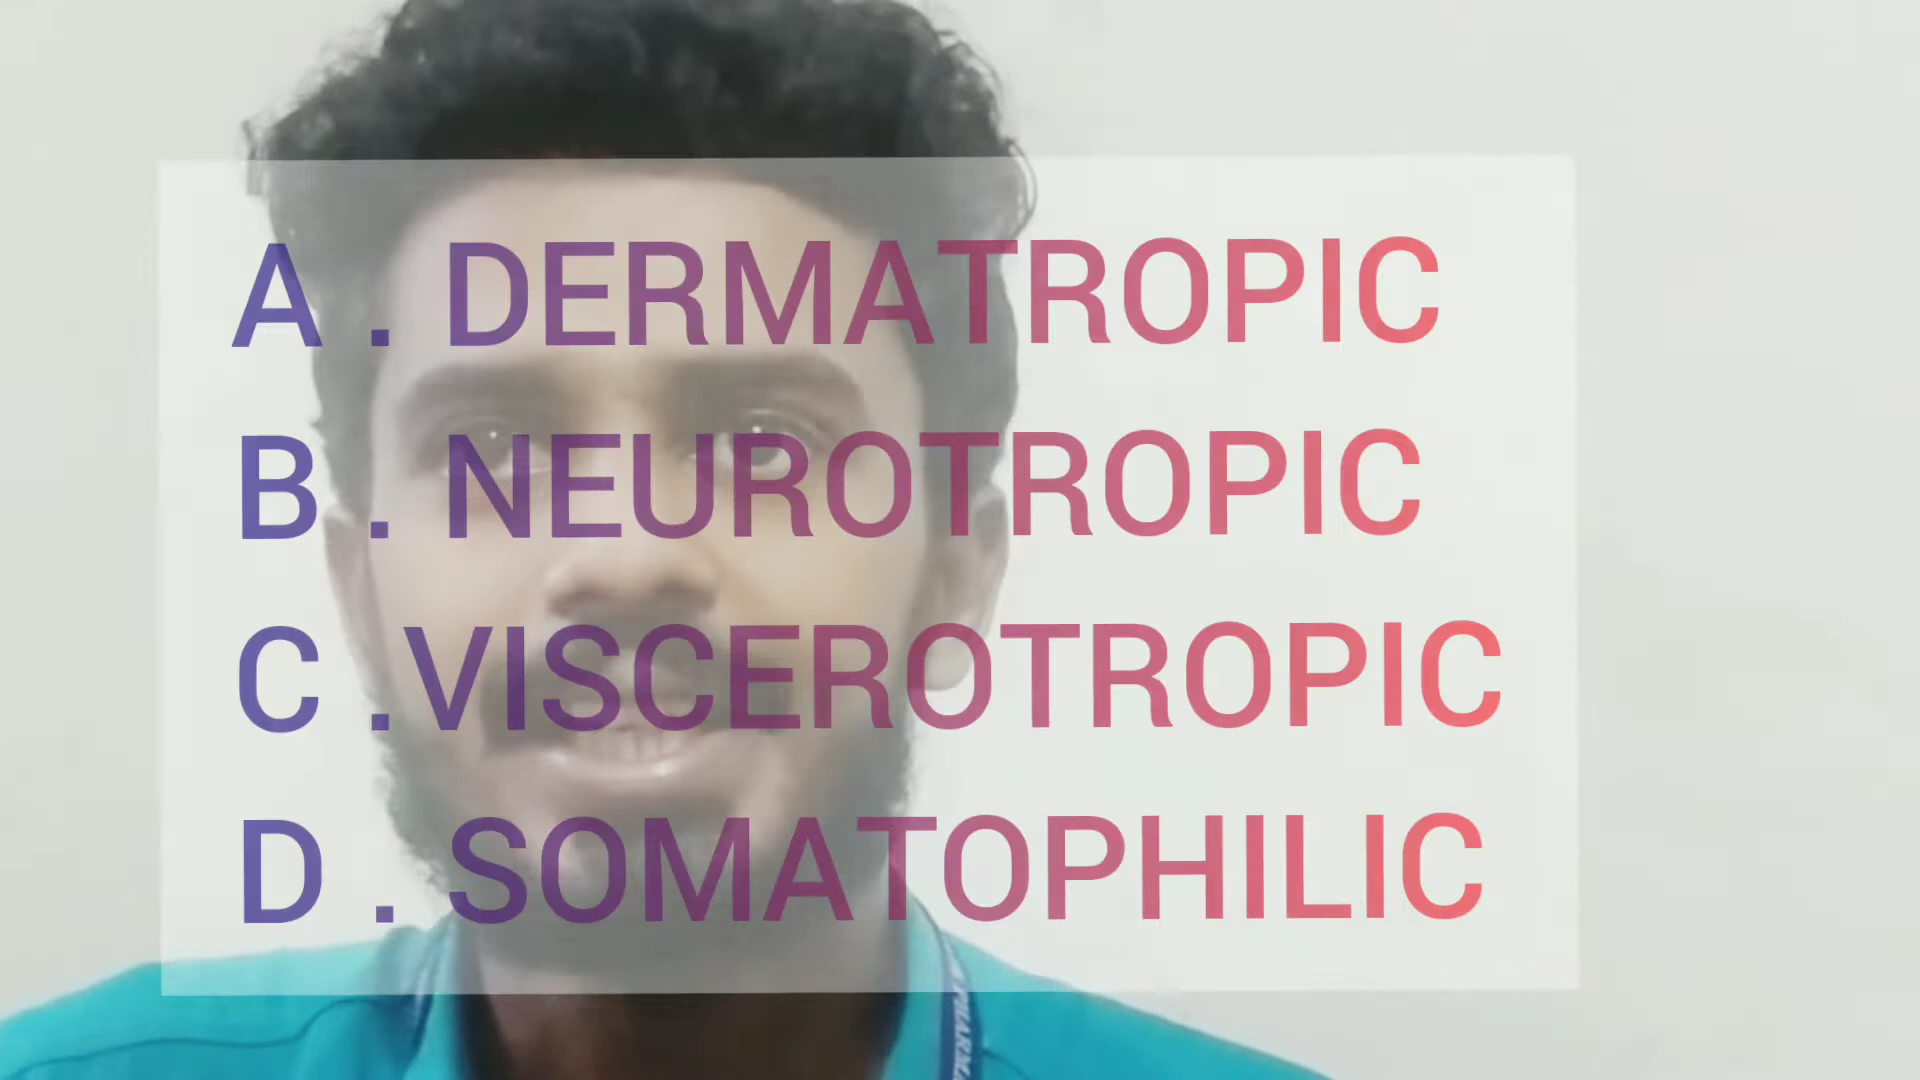 A . DERMATROPIC
B . NEUROTROPIC
C .VISCEROTROPIC
D . SOMATOPHILIC